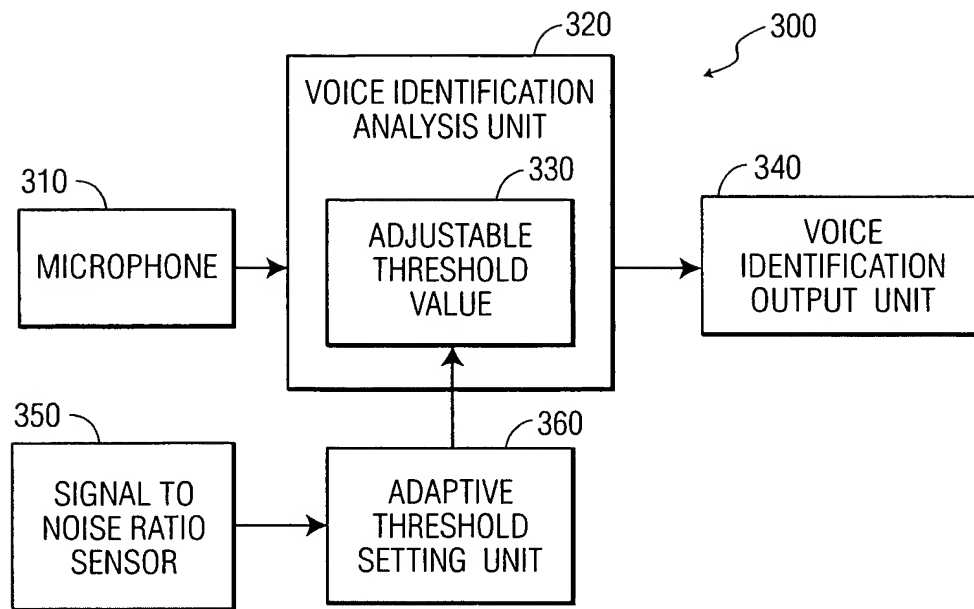 320
300
VOICE IDENTIFICATION
ANALYSIS UNIT
310
330
340
MICROPHONE
ADJUSTABLE
THRESHOLD
VALUE
VOICE
IDENTIFICATION
OUTPUT UNIT
350
360
SIGNAL TO
NOISE RATIO
SENSOR
ADAPTIVE
THRESHOLD
SETTING UNIT